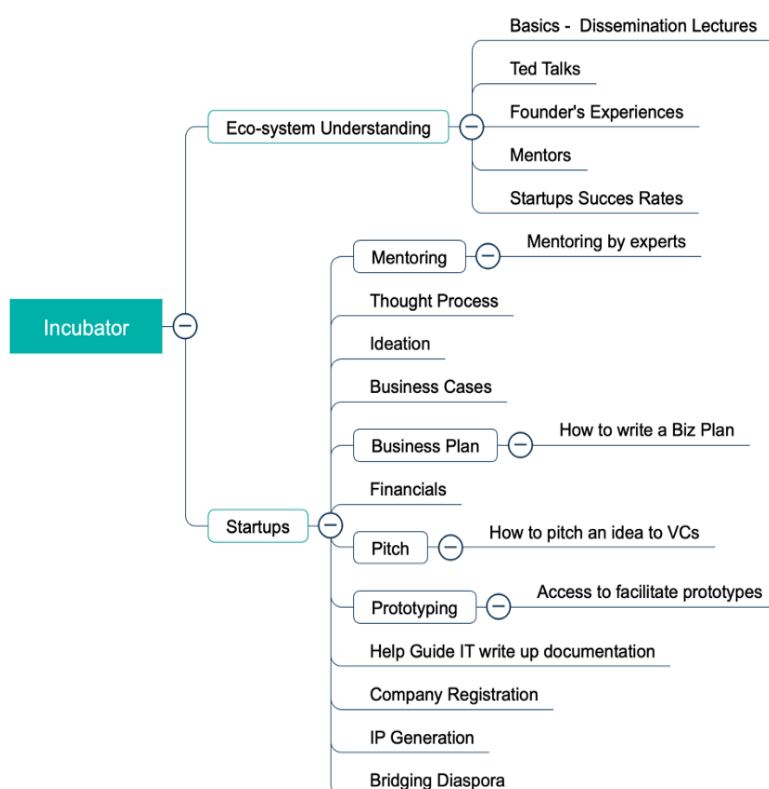 Basics - Dissemination Lectures
Ted Talks
Eco-system Understanding
Founder's Experiences
Mentors
Startups Succes Rates
Incubator
Mentoring
Mentoring by experts
Thought Process
Ideation
Business Cases
Business Plan
How to write a Biz Plan
Financials
Startups
Pitch
How to pitch an idea to VCs
Prototyping
Access to facilitate prototypes
Help Guide IT write up documentation
Company Registration
IP Generation
Bridging Diaspora